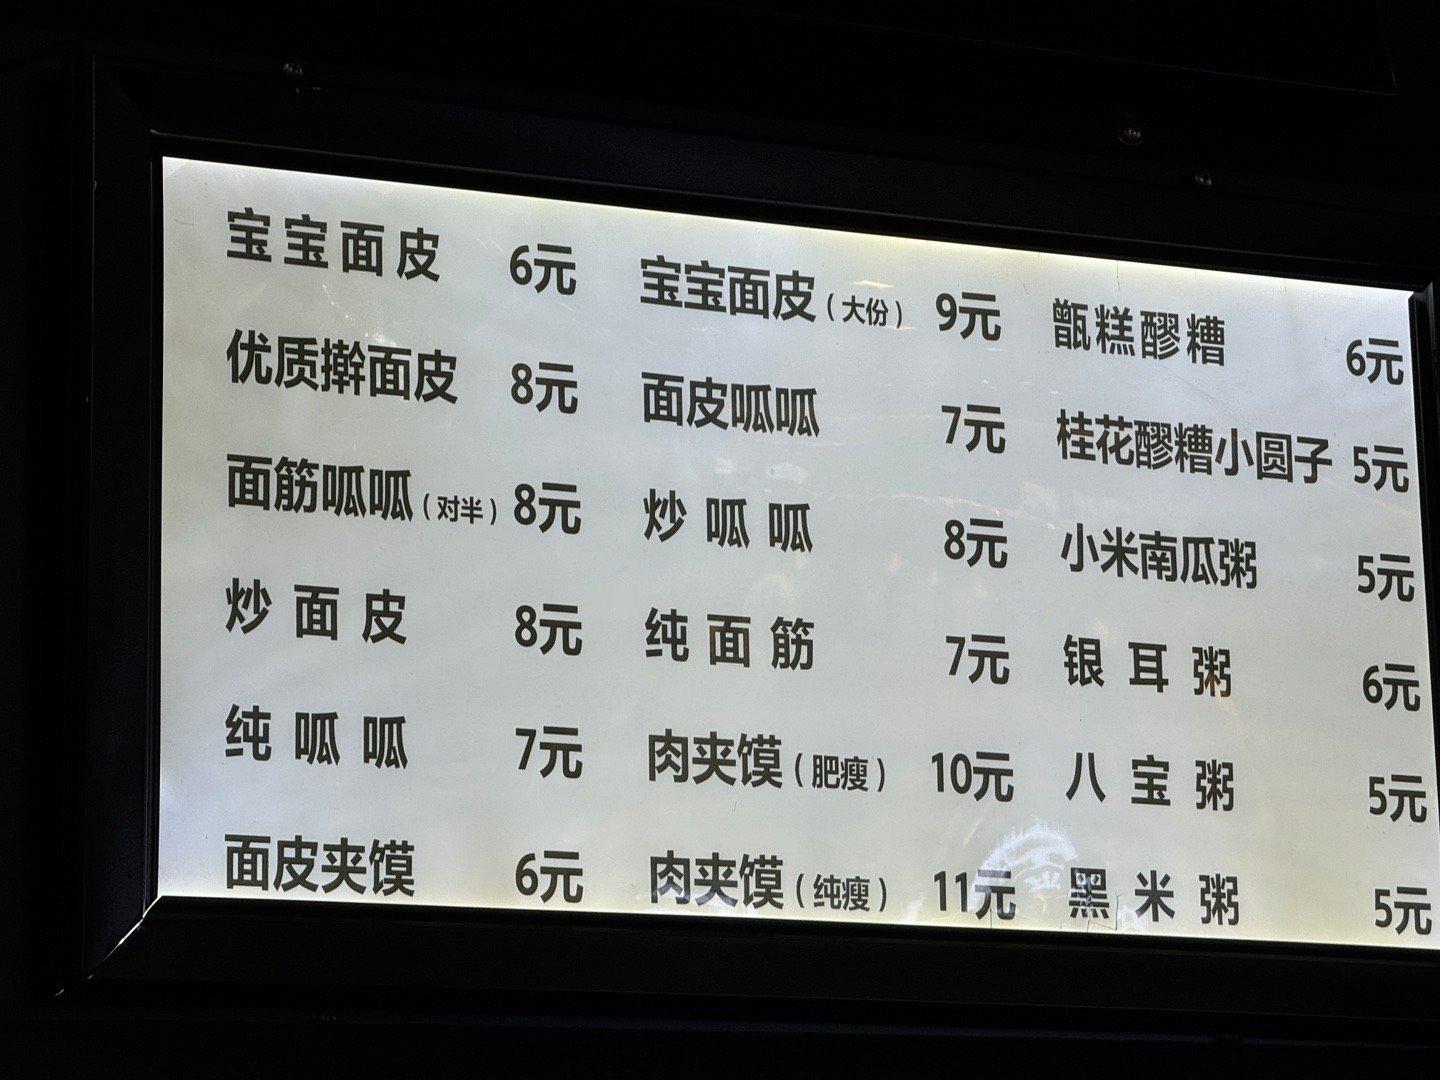 宝宝面皮 6元 宝宝面皮（大份） 9元 甑糕醪糟 6元
优质擀面皮 8元 面皮呱呱 7元 桂花醪糟小圆子 5元
面筋呱呱（对半） 8元 炒呱呱 8元 小米南瓜粥 5元
炒面皮 8元 纯面筋 7元 银耳粥 6元
纯呱呱 7元 肉夹馍（肥瘦） 10元 八宝粥 5元
面皮夹馍 6元 肉夹馍（纯瘦） 11元 黑米粥 5元